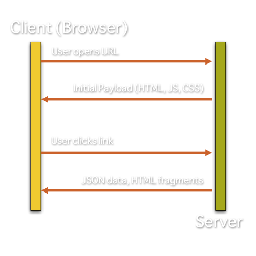 Client (Browser)
User opens URL
Initial Payload (HTML, JS, CSS)
User clicks link
JSON data, HTML fragments
Server